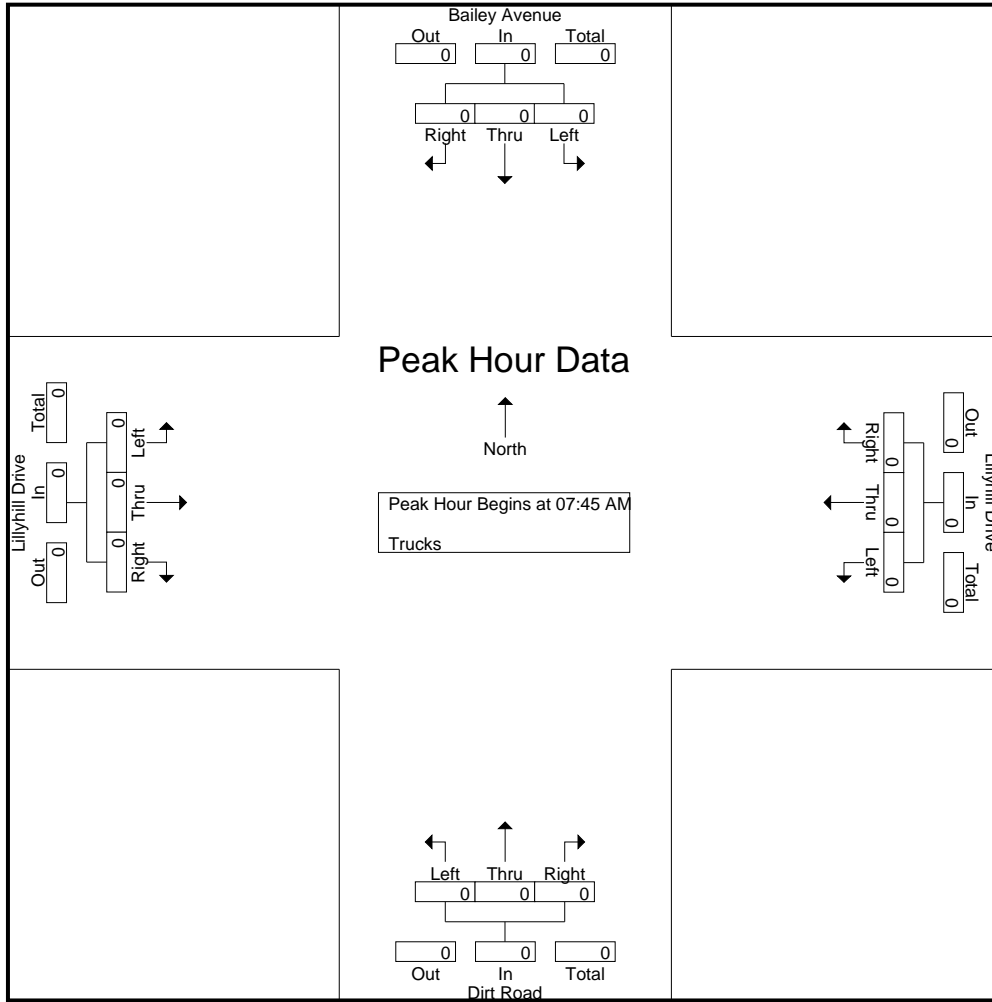 Bailey Avenue
Out In Total
0 0 0
0 0 0
Right Thru Left
Peak Hour Data
North
Peak Hour Begins at 07:45 AM
Trucks
Lillyhill Drive
Out In Total
0 0 0
Right Thru Left
0 0 0
Lillyhill Drive
Total In Out
0 0 0
Left Thru Right
0 0 0
Left Thru Right
0 0 0
0 0 0
Out In Total
Dirt Road